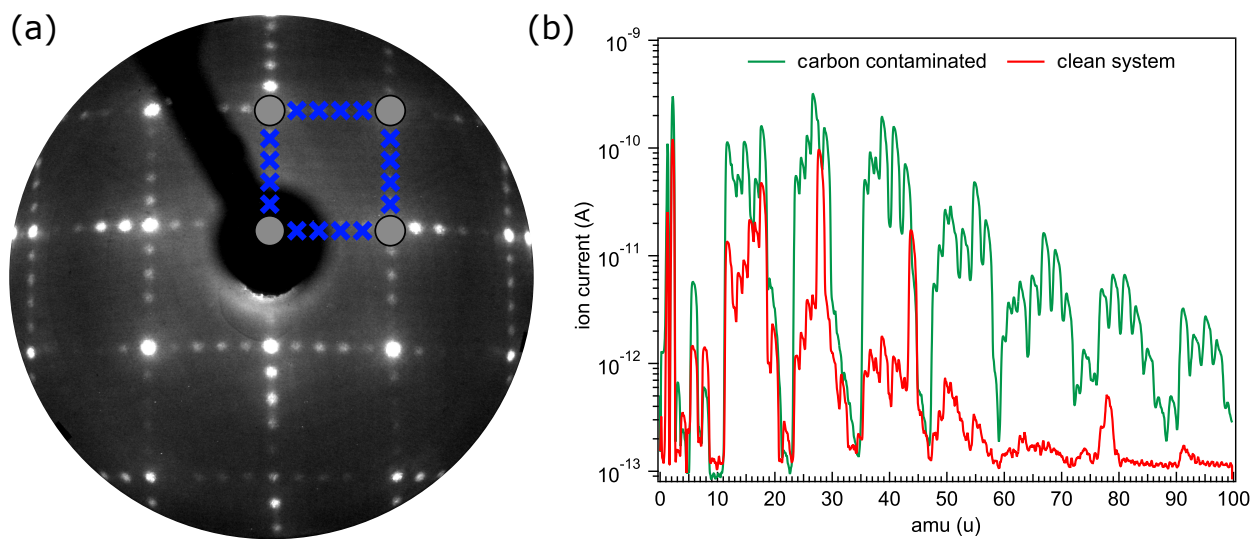 (a)
(b)
ion current (A)
10⁻⁹
10⁻¹⁰
10⁻¹¹
10⁻¹²
10⁻¹³
carbon contaminated
clean system
0 10 20 30 40 50 60 70 80 90 100
amu (u)